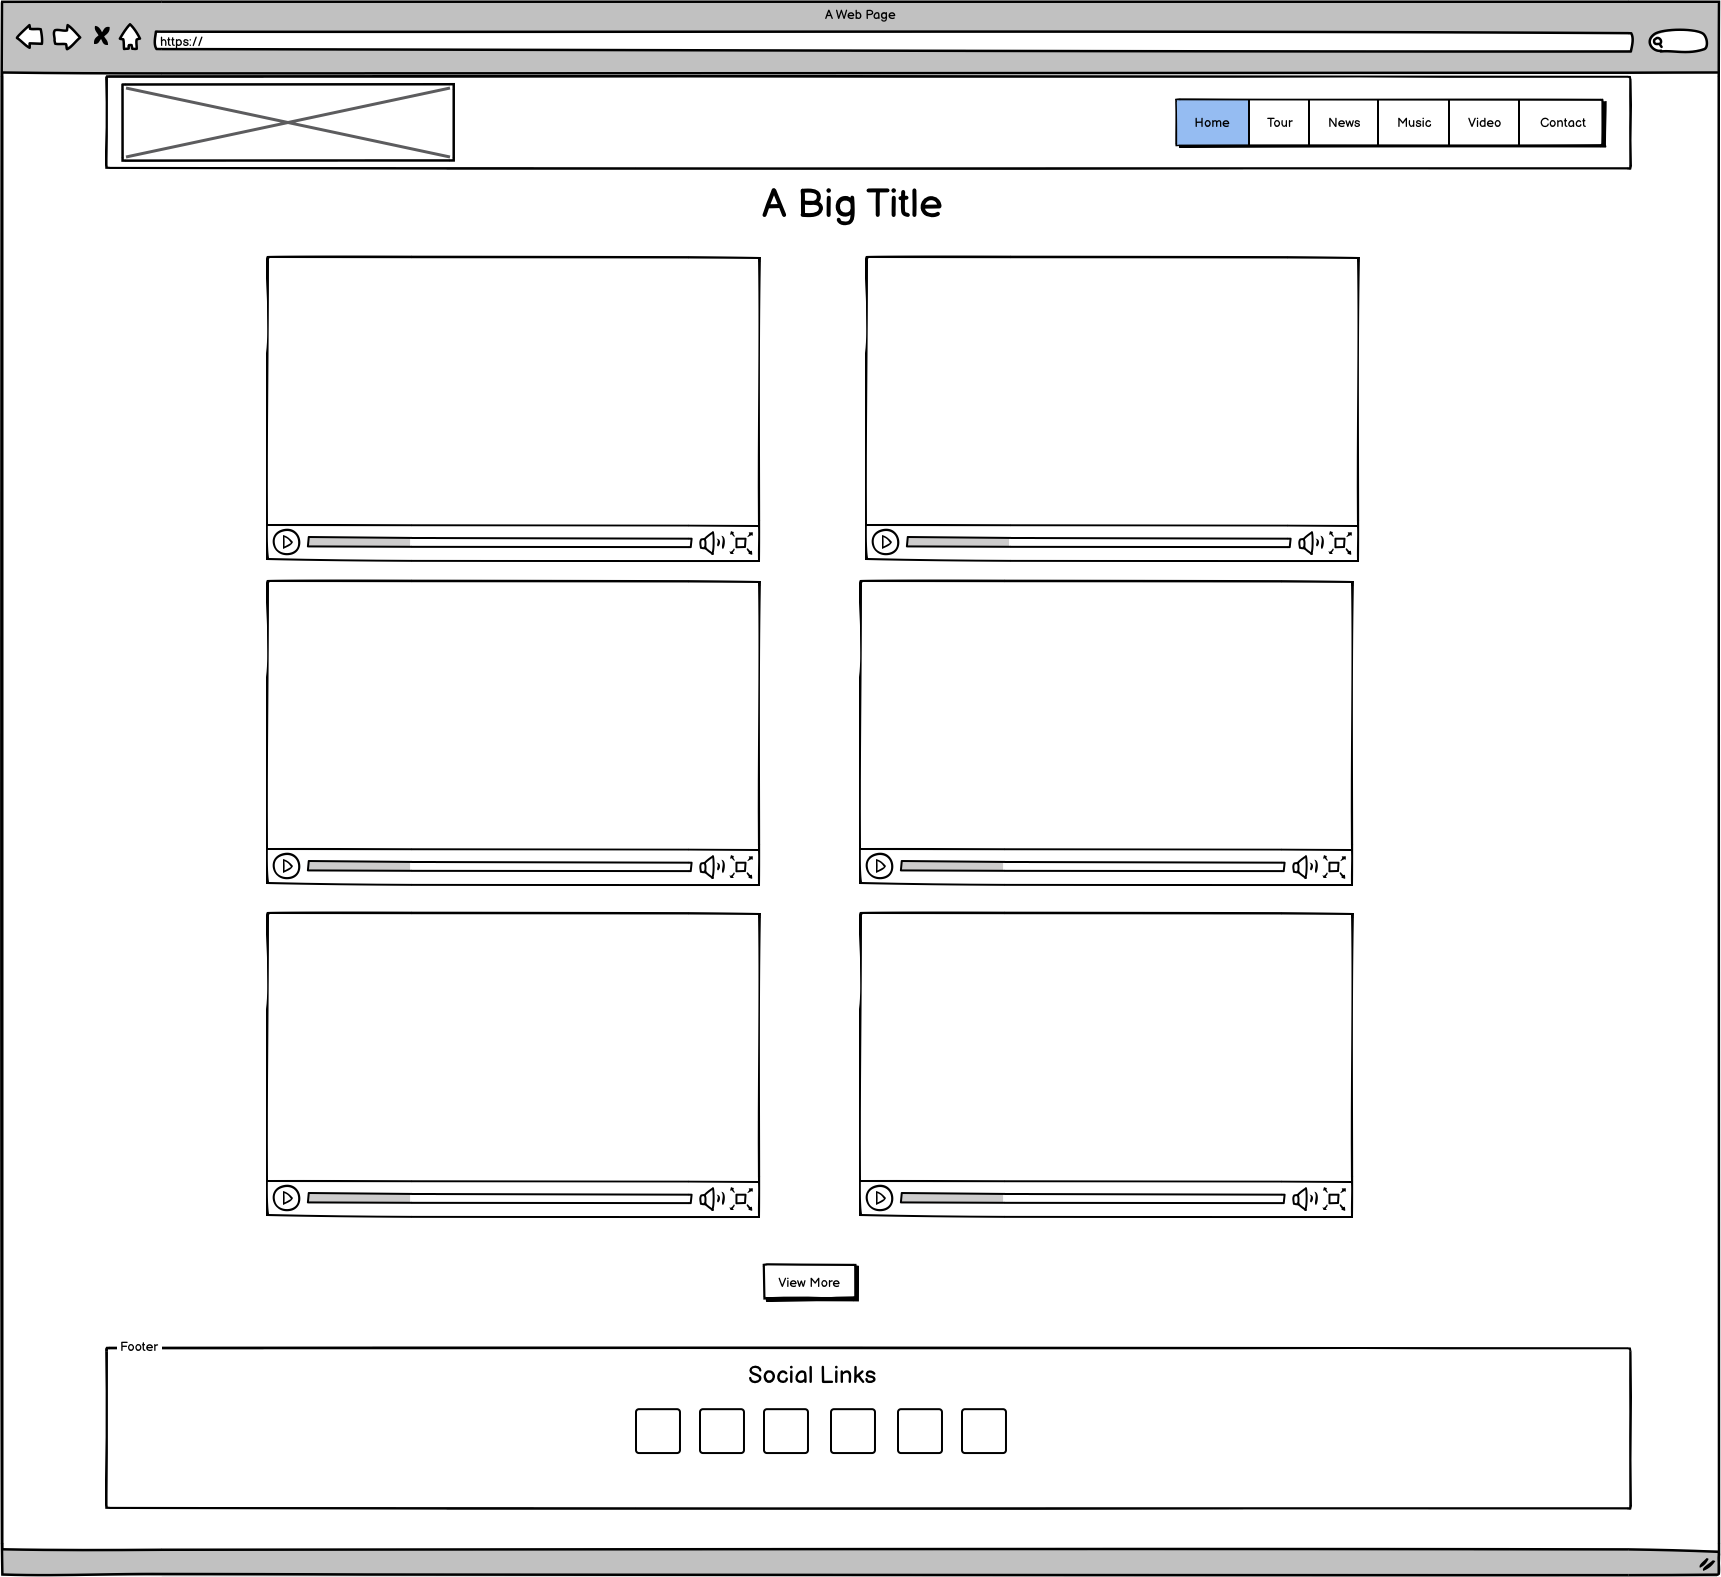 A Web Page
https://
Home Tour News Music Video Contact
A Big Title
View More
Footer
Social Links